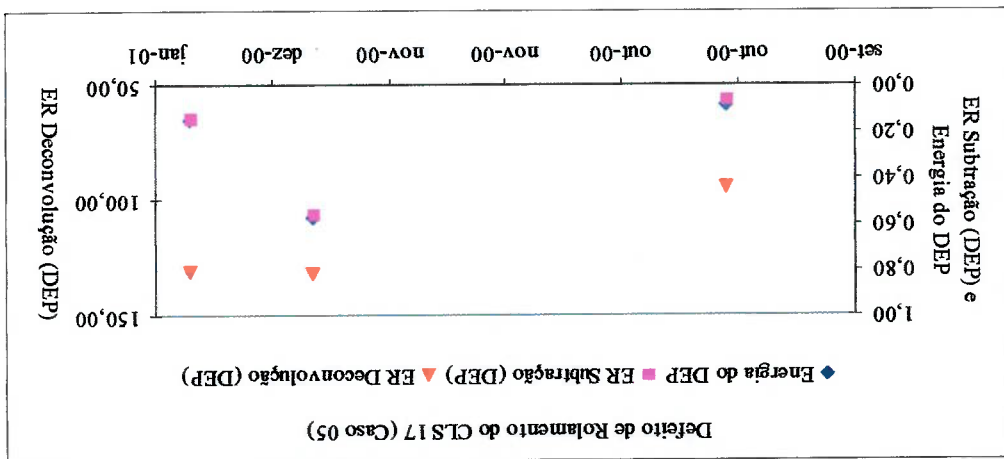 Defeito de Rolamento do CLS 17 (Caso 05)
Energia do DEP ER Subtração (DEP) ER Deconvolução (DEP)
ER Subtração (DEP) e
Energia do DEP
1,00
0,80
0,60
0,40
0,20
0,00
150,00
100,00
50,00
ER Deconvolução (DEP)
set-00 out-00 out-00 nov-00 nov-00 dez-00 jan-01